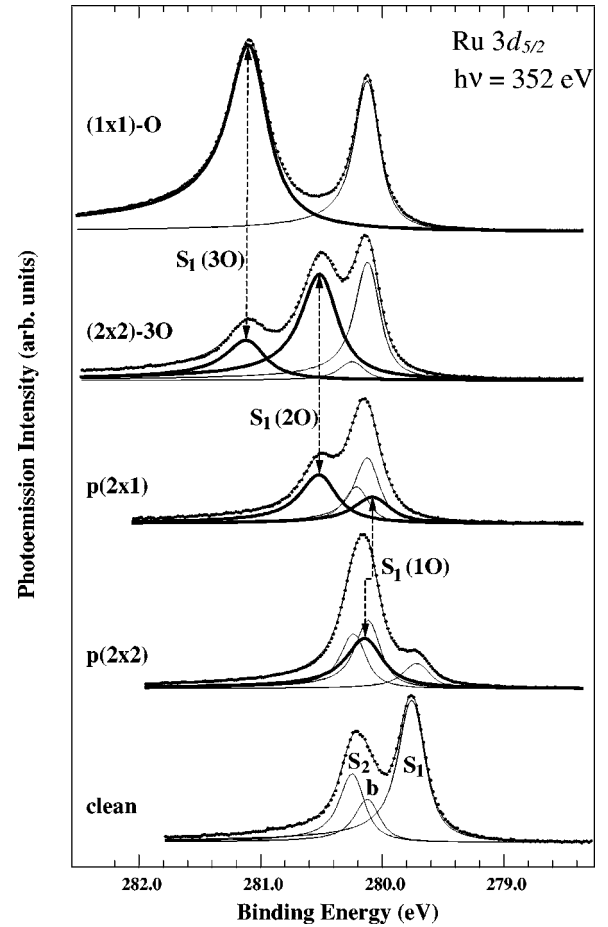 Ru 3d5/2
hν = 352 eV
(1x1)-O
S1(3O)
(2x2)-3O
S1(2O)
p(2x1)
S1(1O)
p(2x2)
S2
b
S1
clean
282.0 281.0 280.0 279.0
Binding Energy (eV)
Photoemission Intensity (arb. units)